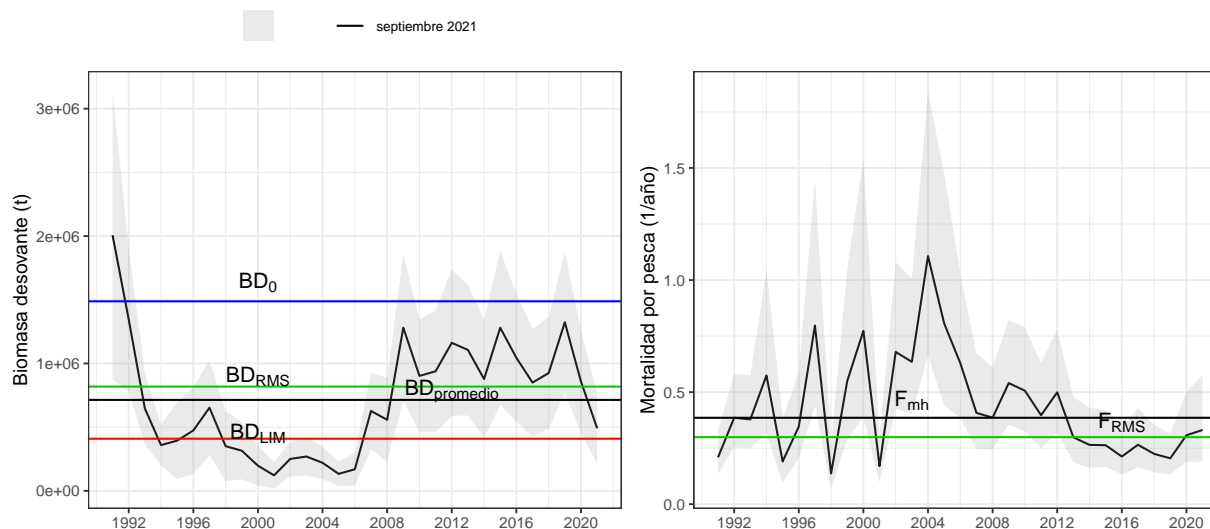 septiembre 2021
Biomasa desovante (t)
3e+06
2e+06
1e+06
0e+00
BD0
BDRMS
BDpromedio
BDLIM
1992 1996 2000 2004 2008 2012 2016 2020
Mortalidad por pesca (1/año)
1.5
1.0
0.5
0.0
Fmh
FRMS
1992 1996 2000 2004 2008 2012 2016 2020